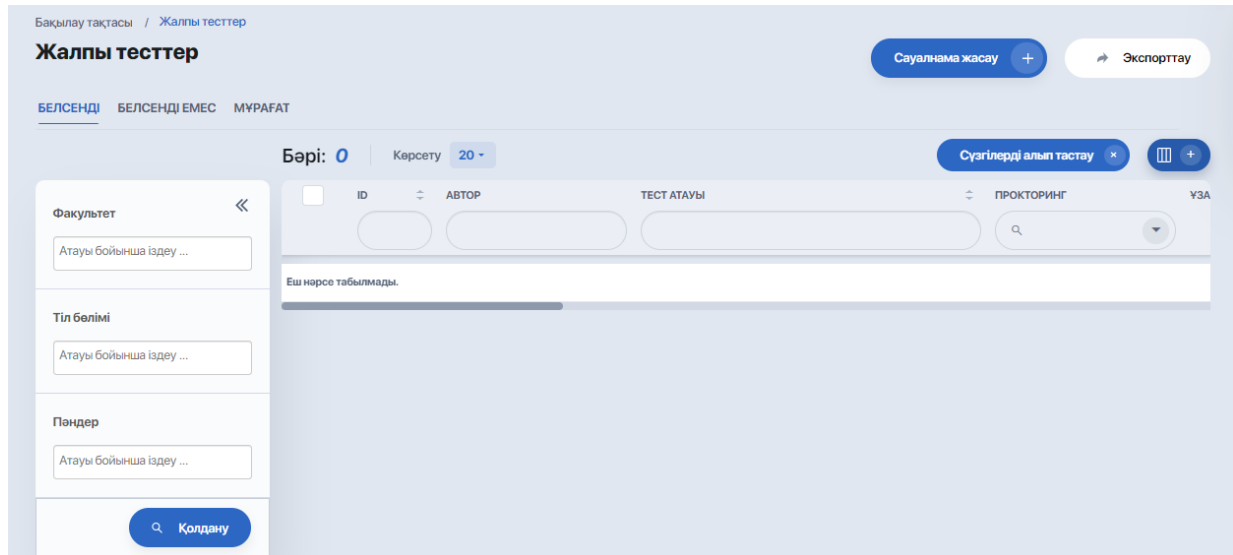 Бақылау тақтасы / Жалпы тесттер
Жалпы тесттер
Сауалнама жасау +
Экспорттау
БЕЛСЕНДІ БЕЛСЕНДІ ЕМЕС МҰРАҒАТ
Бәрі: 0 Көрсету 20
Сүзгілерді алып тастау ×
+
ID АВТОР ТЕСТ АТАУЫ ПРОКТОРИНГ ҰЗА
Еш нәрсе табылмады.
Факультет
Атауы бойынша іздеу ...
Тіл бөлімі
Атауы бойынша іздеу ...
Пәндер
Атауы бойынша іздеу ...
Қолдану